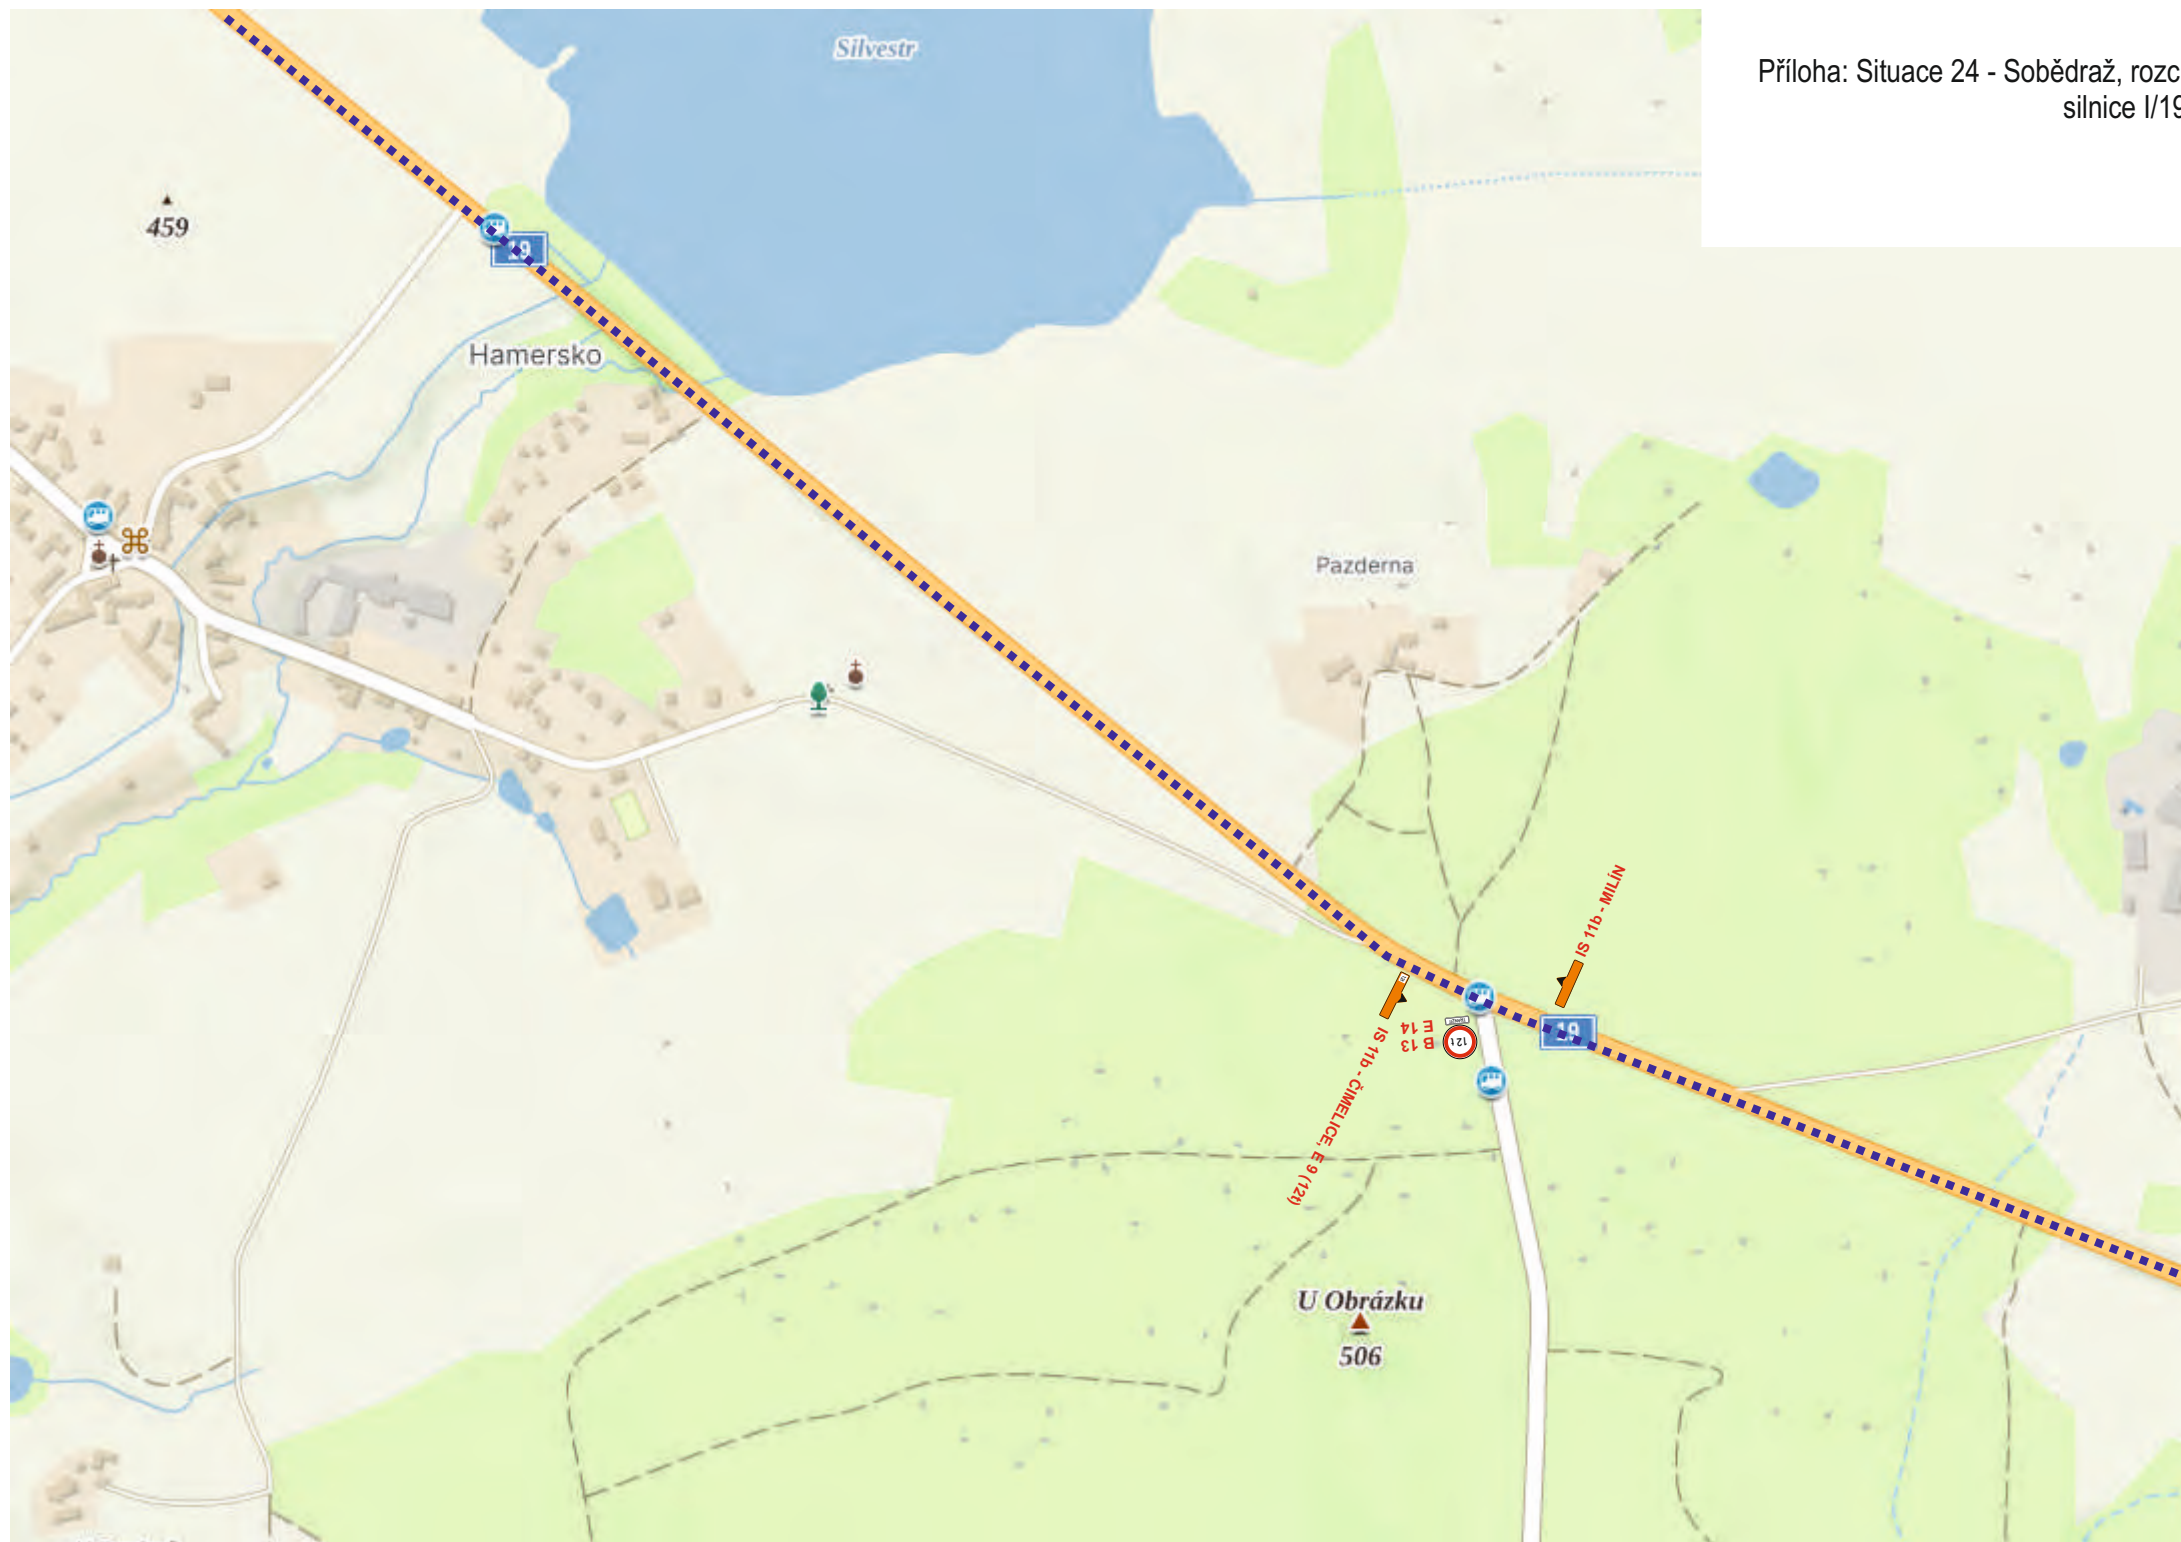 Silvestr
Příloha: Situace 24 - Sobědraž, rozc
silnice I/19
459
19
Hamersko
Pazderna
IS 11b - MILÍN
19
E 14
B 13
12t
IS 11b - ČIMELICE, E 9 (12t)
U Obrázku
506